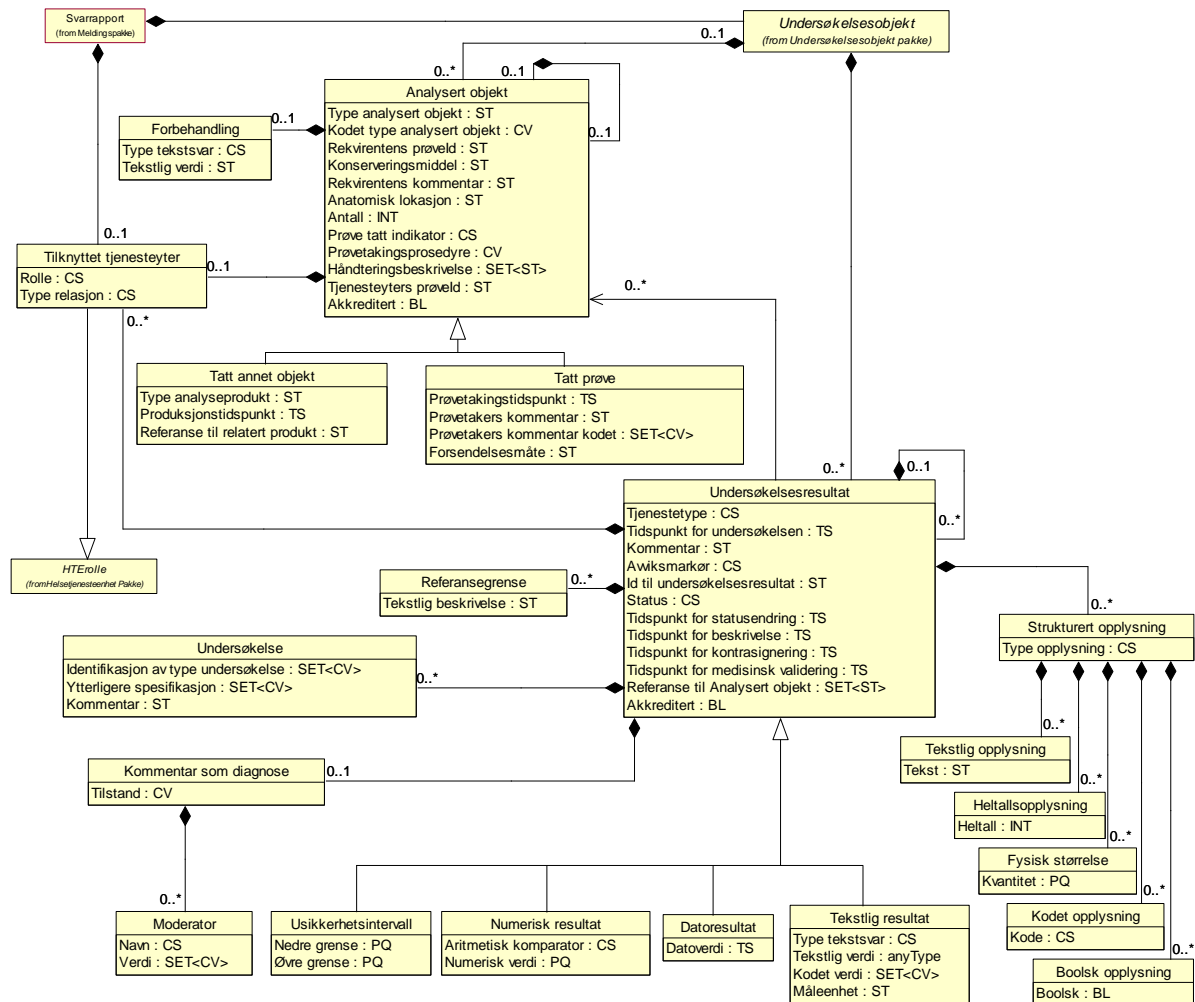 Svarrapport
(from Meldingspakke)
Undersøkelsesobjekt
(from Undersøkelsesobjekt pakke)
0..1
0..*
0..1
0..1
Analysert objekt
Type analysert objekt : ST
Kodet type analysert objekt : CV
Rekvirentens prøveId : ST
Konserveringsmiddel : ST
Rekvirentens kommentar : ST
Anatomisk lokasjon : ST
Antall : INT
Prøve tatt indikator : CS
Prøvetakingsprosedyre : CV
Håndteringsbeskrivelse : SET<ST>
Tjenesteyters prøveId : ST
Akkreditert : BL
Forbehandling
Type tekstsvar : CS
Tekstlig verdi : ST
0..1
0..1
Tilknyttet tjenesteyter
Rolle : CS
Type relasjon : CS
0..1
0..*
0..*
Tatt annet objekt
Type analyseprodukt : ST
Produksjonstidspunkt : TS
Referanse til relatert produkt : ST
Tatt prøve
Prøvetakingstidspunkt : TS
Prøvetakers kommentar : ST
Prøvetakers kommentar kodet : SET<CV>
Forsendelsesmåte : ST
0..*
0..1
0..*
Undersøkelsesresultat
Tjenestetype : CS
Tidspunkt for undersøkelsen : TS
Kommentar : ST
Avviksmarkør : CS
Id til undersøkelsesresultat : ST
Status : CS
Tidspunkt for statusendring : TS
Tidspunkt for beskrivelse : TS
Tidspunkt for kontrasignering : TS
Tidspunkt for medisinsk validering : TS
Referanse til Analysert objekt : SET<ST>
Akkreditert : BL
HTErolle
(fromHelsetjenesteenhet Pakke)
Referansegrense
Tekstlig beskrivelse : ST
0..*
Undersøkelse
Identifikasjon av type undersøkelse : SET<CV>
Ytterligere spesifikasjon : SET<CV>
Kommentar : ST
0..*
0..*
Strukturert opplysning
Type opplysning : CS
0..*
Tekstlig opplysning
Tekst : ST
0..*
Heltallsopplysning
Heltall : INT
0..*
Fysisk størrelse
Kvantitet : PQ
0..*
Kodet opplysning
Kode : CS
0..*
Boolsk opplysning
Boolsk : BL
Kommentar som diagnose
Tilstand : CV
0..1
0..*
Moderator
Navn : CS
Verdi : SET<CV>
Usikkerhetsintervall
Nedre grense : PQ
Øvre grense : PQ
Numerisk resultat
Aritmetisk komparator : CS
Numerisk verdi : PQ
Datoresultat
Datoverdi : TS
Tekstlig resultat
Type tekstsvar : CS
Tekstlig verdi : anyType
Kodet verdi : SET<CV>
Måleenhet : ST